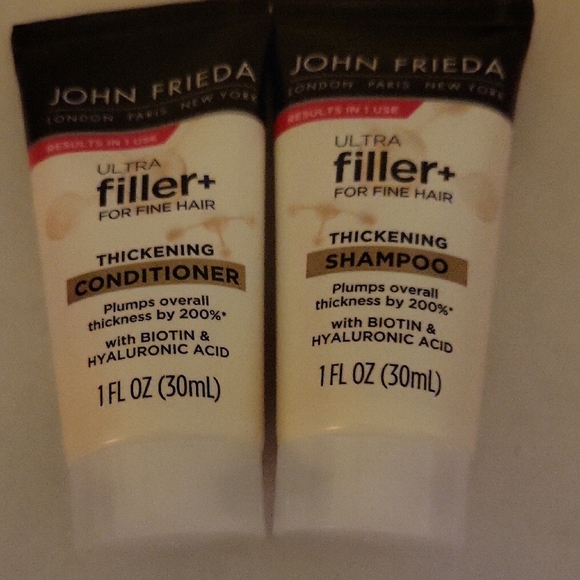 JOHN FRIEDA
LONDON PARIS NEW YORK
RESULTS IN 1 USE
ULTRA
filler+
FOR FINE HAIR
THICKENING
CONDITIONER
Plumps overall
thickness by 200%*
with BIOTIN &
HYALURONIC ACID
1 FL OZ (30mL)
JOHN FRIEDA
LONDON PARIS NEW YORK
RESULTS IN 1 USE
ULTRA
filler+
FOR FINE HAIR
THICKENING
SHAMPOO
Plumps overall
thickness by 200%*
with BIOTIN &
HYALURONIC ACID
1 FL OZ (30mL)